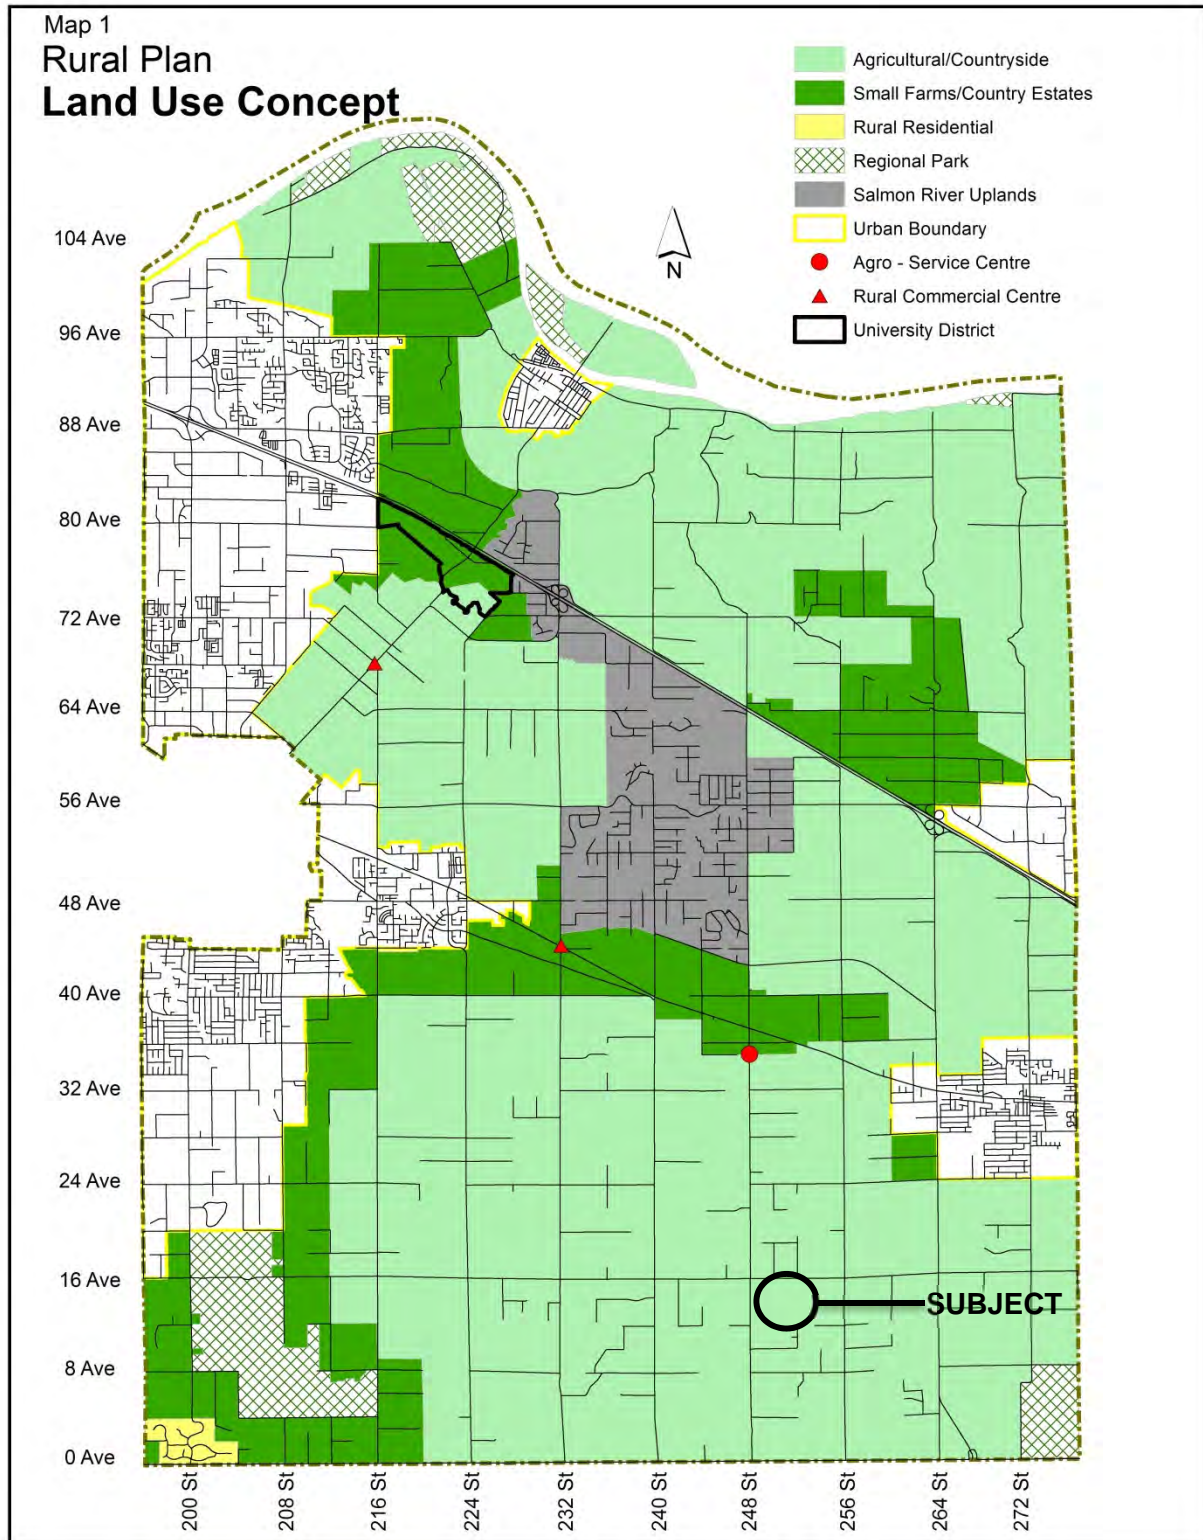 Map 1
Rural Plan
Land Use Concept
Agricultural/Countryside
Small Farms/Country Estates
Rural Residential
Regional Park
Salmon River Uplands
Urban Boundary
Agro - Service Centre
Rural Commercial Centre
University District
N
104 Ave
96 Ave
88 Ave
80 Ave
72 Ave
64 Ave
56 Ave
48 Ave
40 Ave
32 Ave
24 Ave
16 Ave
8 Ave
0 Ave
SUBJECT
200 St
208 St
216 St
224 St
232 St
240 St
248 St
256 St
264 St
272 St